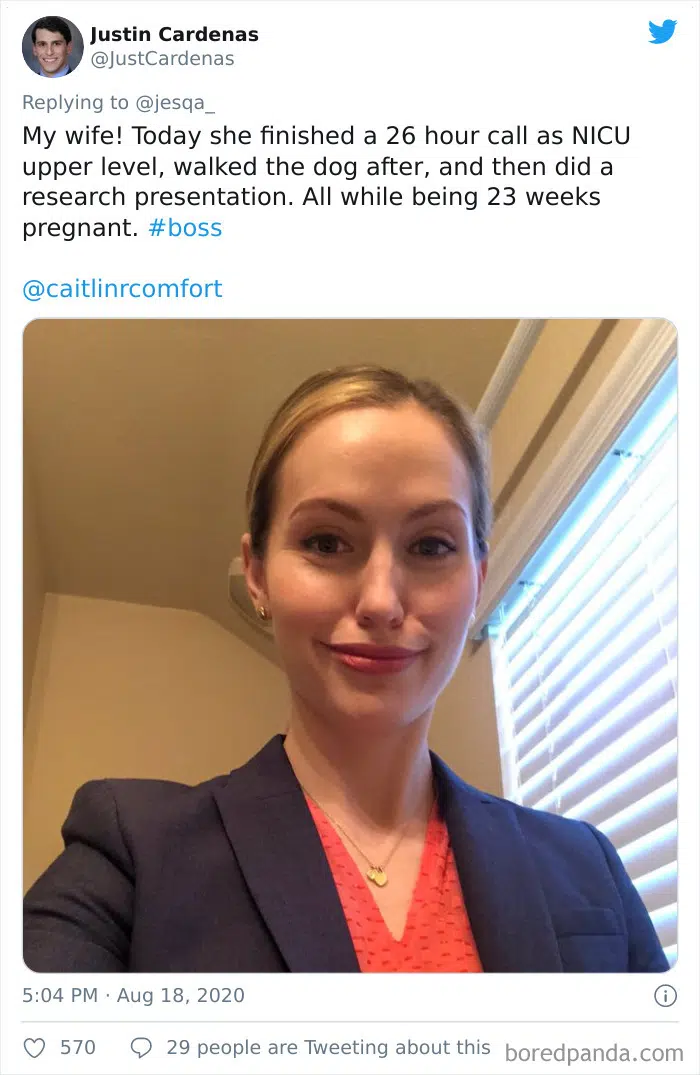 Justin Cardenas
@JustCardenas
Replying to @jesqa_
My wife! Today she finished a 26 hour call as NICU
upper level, walked the dog after, and then did a
research presentation. All while being 23 weeks
pregnant. #boss
@caitlinrcomfort
5:04 PM · Aug 18, 2020
570 29 people are Tweeting about this
boredpanda.com